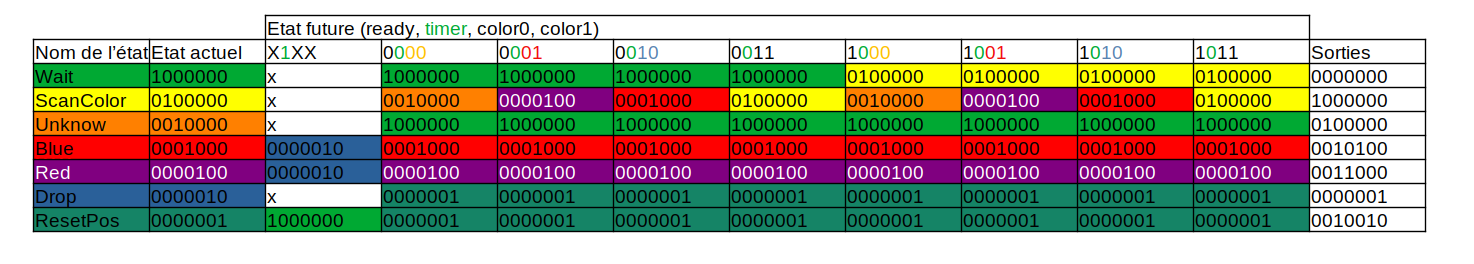 Etat future (ready, timer, color0, color1)
Nom de l'état Etat actuel X1XX 0000 0001 0010 0011 1000 1001 1010 1011 Sorties
Wait 1000000 x 1000000 1000000 1000000 1000000 0100000 0100000 0100000 0100000 0000000
ScanColor 0100000 x 0010000 0000100 0001000 0100000 0010000 0000100 0001000 0100000 1000000
Unknow 0010000 x 1000000 1000000 1000000 1000000 1000000 1000000 1000000 1000000 0100000
Blue 0001000 0000010 0001000 0001000 0001000 0001000 0001000 0001000 0001000 0001000 0010100
Red 0000100 0000010 0000100 0000100 0000100 0000100 0000100 0000100 0000100 0000100 0011000
Drop 0000010 x 0000001 0000001 0000001 0000001 0000001 0000001 0000001 0000001 0000001
ResetPos 0000001 1000000 0000001 0000001 0000001 0000001 0000001 0000001 0000001 0000001 0010010